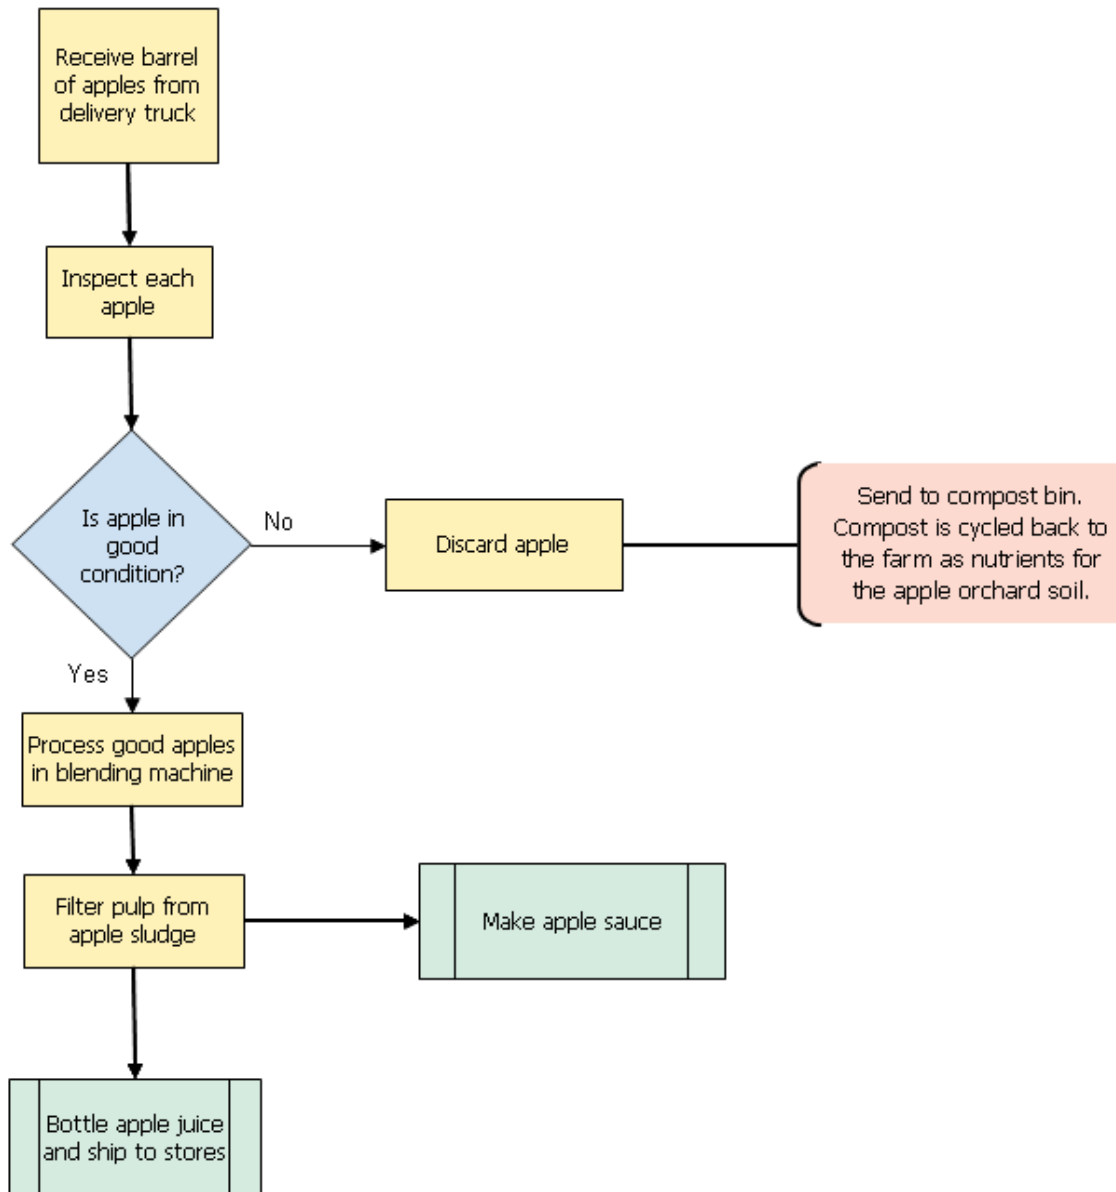 Receive barrel
of apples from
delivery truck
Inspect each
apple
Is apple in
good
condition?
No
Discard apple
Send to compost bin.
Compost is cycled back to
the farm as nutrients for
the apple orchard soil.
Yes
Process good apples
in blending machine
Filter pulp from
apple sludge
Make apple sauce
Bottle apple juice
and ship to stores